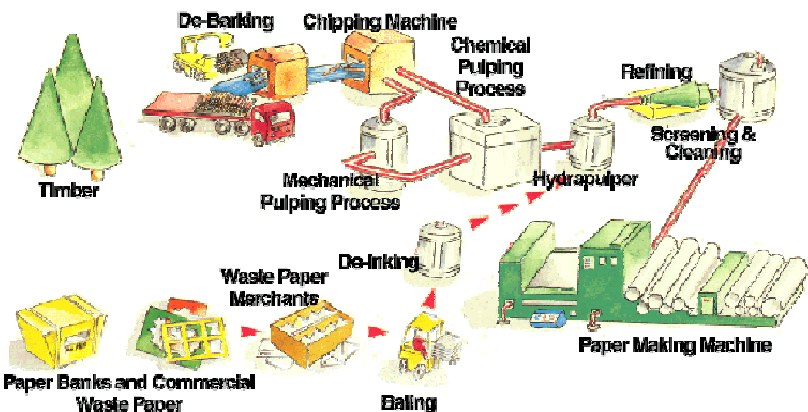 De-Barking
Chipping Machine
Chemical
Pulping
Process
Refining
Screening &
Cleaning
Timber
Mechanical
Pulping Process
Hydrapulper
De-Inking
Waste Paper
Merchants
Paper Making Machine
Paper Banks and Commercial
Waste Paper
Baling